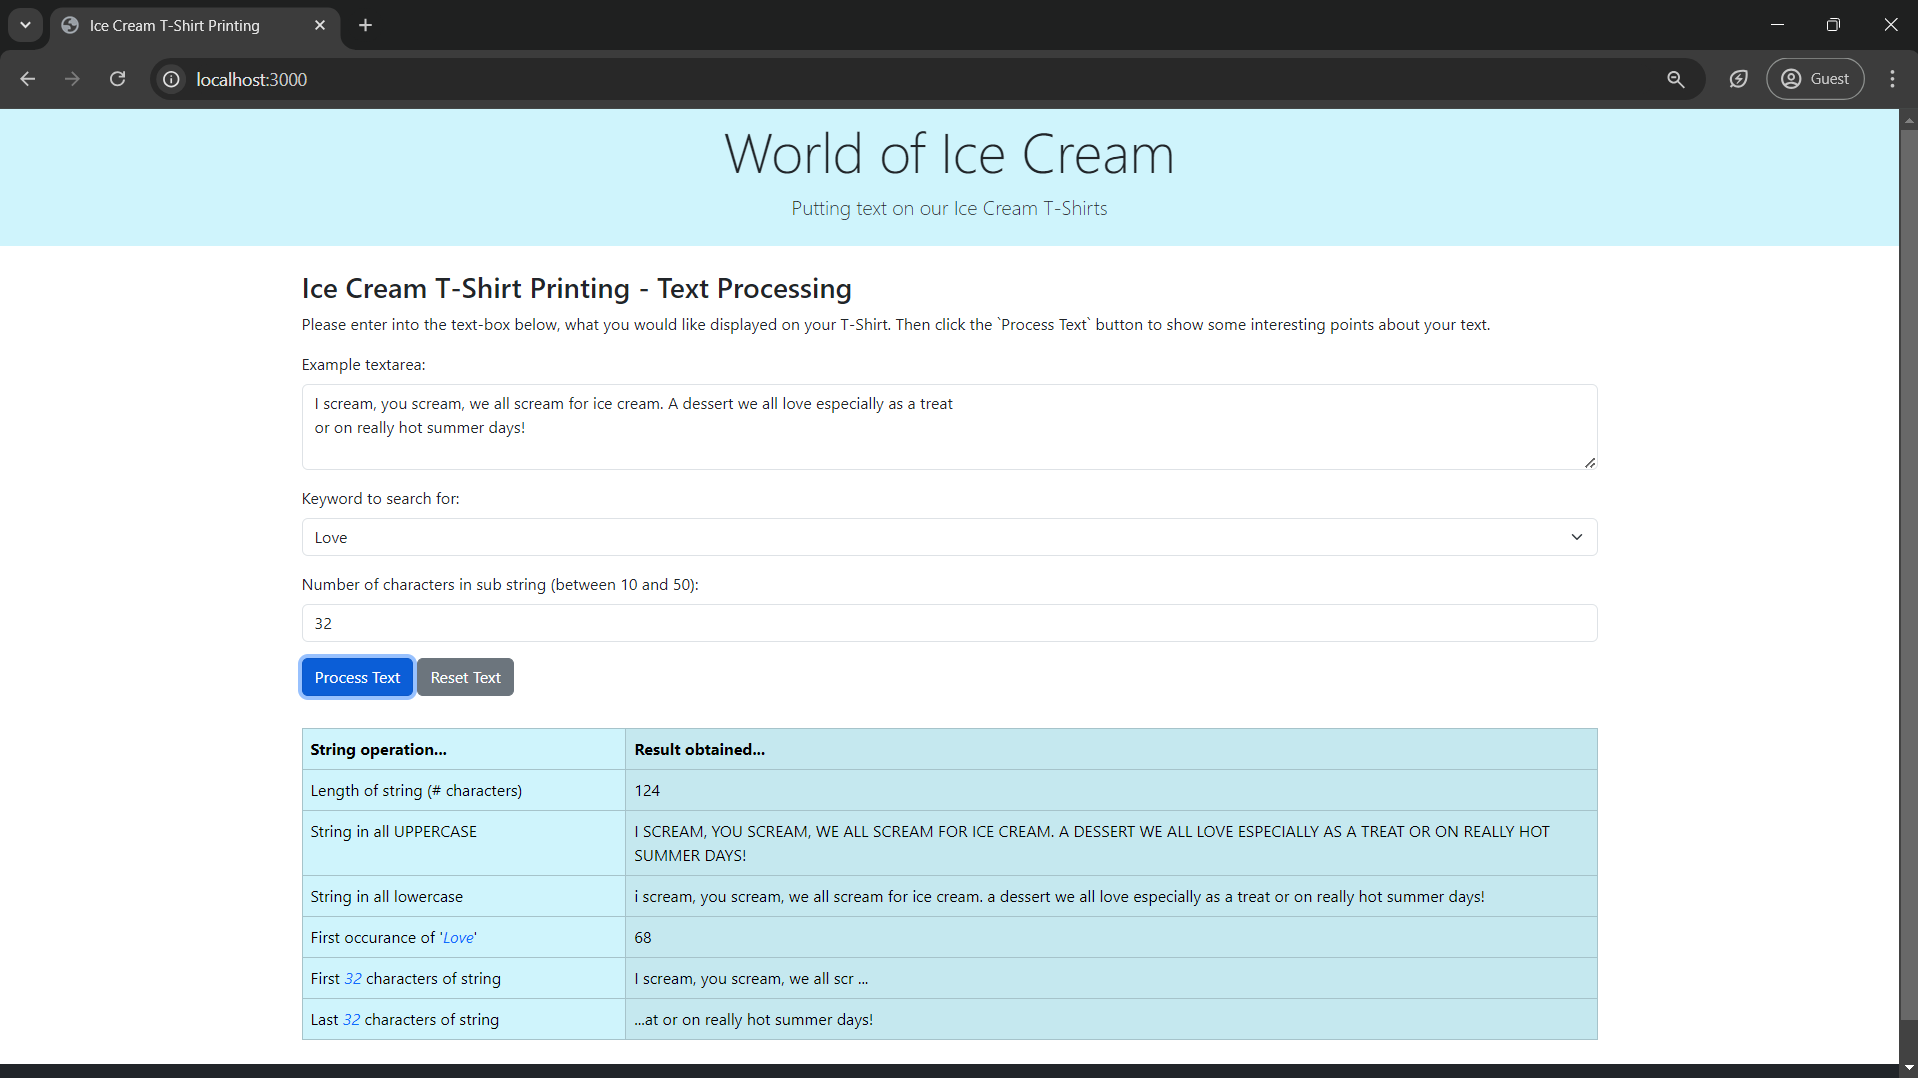 Ice Cream T-Shirt Printing
localhost:3000
Guest
World of Ice Cream
Putting text on our Ice Cream T-Shirts
Ice Cream T-Shirt Printing - Text Processing
Please enter into the text-box below, what you would like displayed on your T-Shirt. Then click the `Process Text` button to show some interesting points about your text.
Example textarea:
I scream, you scream, we all scream for ice cream. A dessert we all love especially as a treat
or on really hot summer days!
Keyword to search for:
Love
Number of characters in sub string (between 10 and 50):
32
Process Text Reset Text
String operation... Result obtained...
Length of string (# characters) 124
String in all UPPERCASE I SCREAM, YOU SCREAM, WE ALL SCREAM FOR ICE CREAM. A DESSERT WE ALL LOVE ESPECIALLY AS A TREAT OR ON REALLY HOT
SUMMER DAYS!
String in all lowercase i scream, you scream, we all scream for ice cream. a dessert we all love especially as a treat or on really hot summer days!
First occurance of 'Love' 68
First 32 characters of string I scream, you scream, we all scr ...
Last 32 characters of string ...at or on really hot summer days!